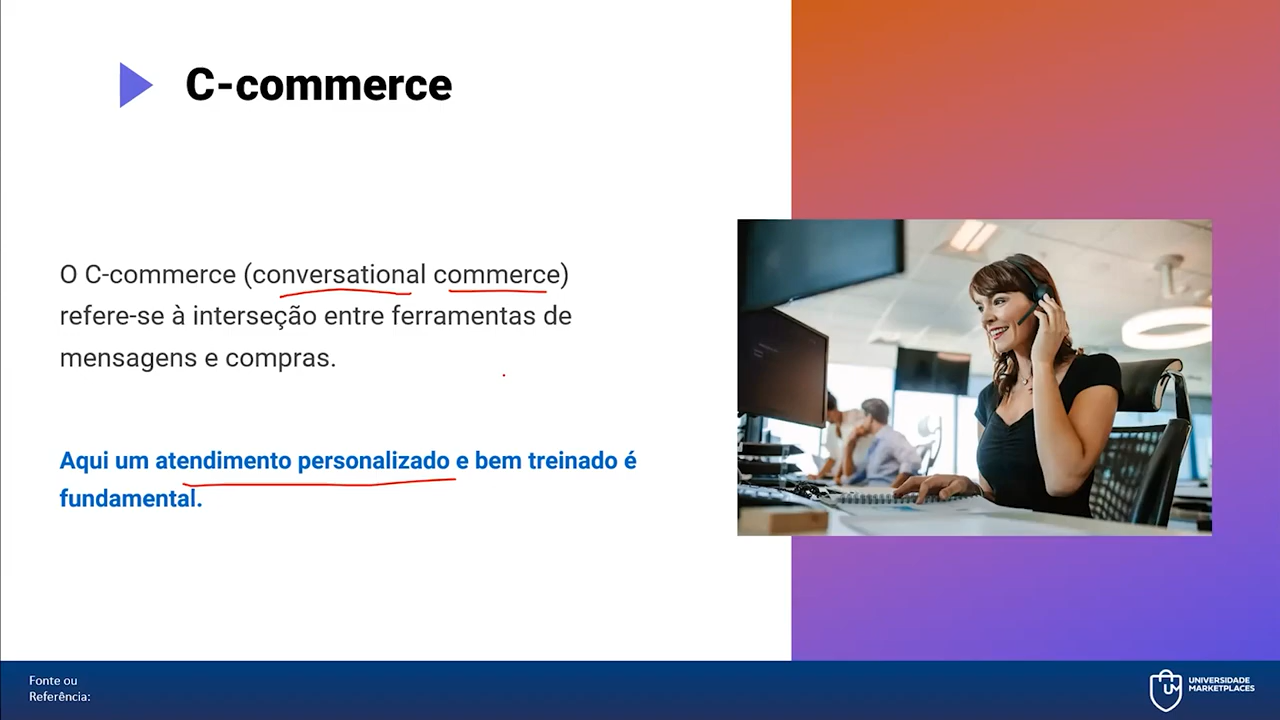 C-commerce
O C-commerce (conversational commerce)
refere-se à interseção entre ferramentas de
mensagens e compras.
Aqui um atendimento personalizado e bem treinado é
fundamental.
Fonte ou
Referência:
UM
UNIVERSIDADE
MARKETPLACES